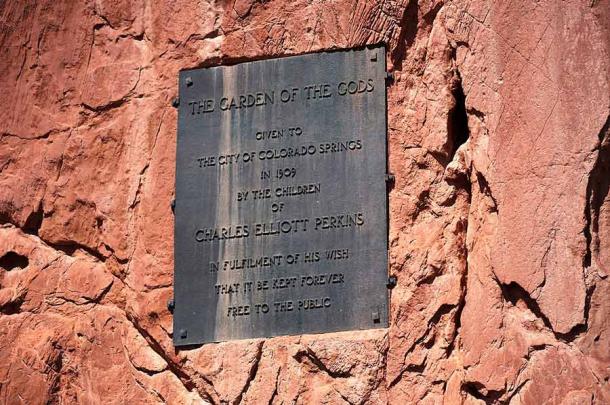 THE GARDEN OF THE GODS
GIVEN TO
THE CITY OF COLORADO SPRINGS
IN 1909
BY THE CHILDREN
OF
CHARLES ELLIOTT PERKINS
IN FULFILMENT OF HIS WISH
THAT IT BE KEPT FOREVER
FREE TO THE PUBLIC